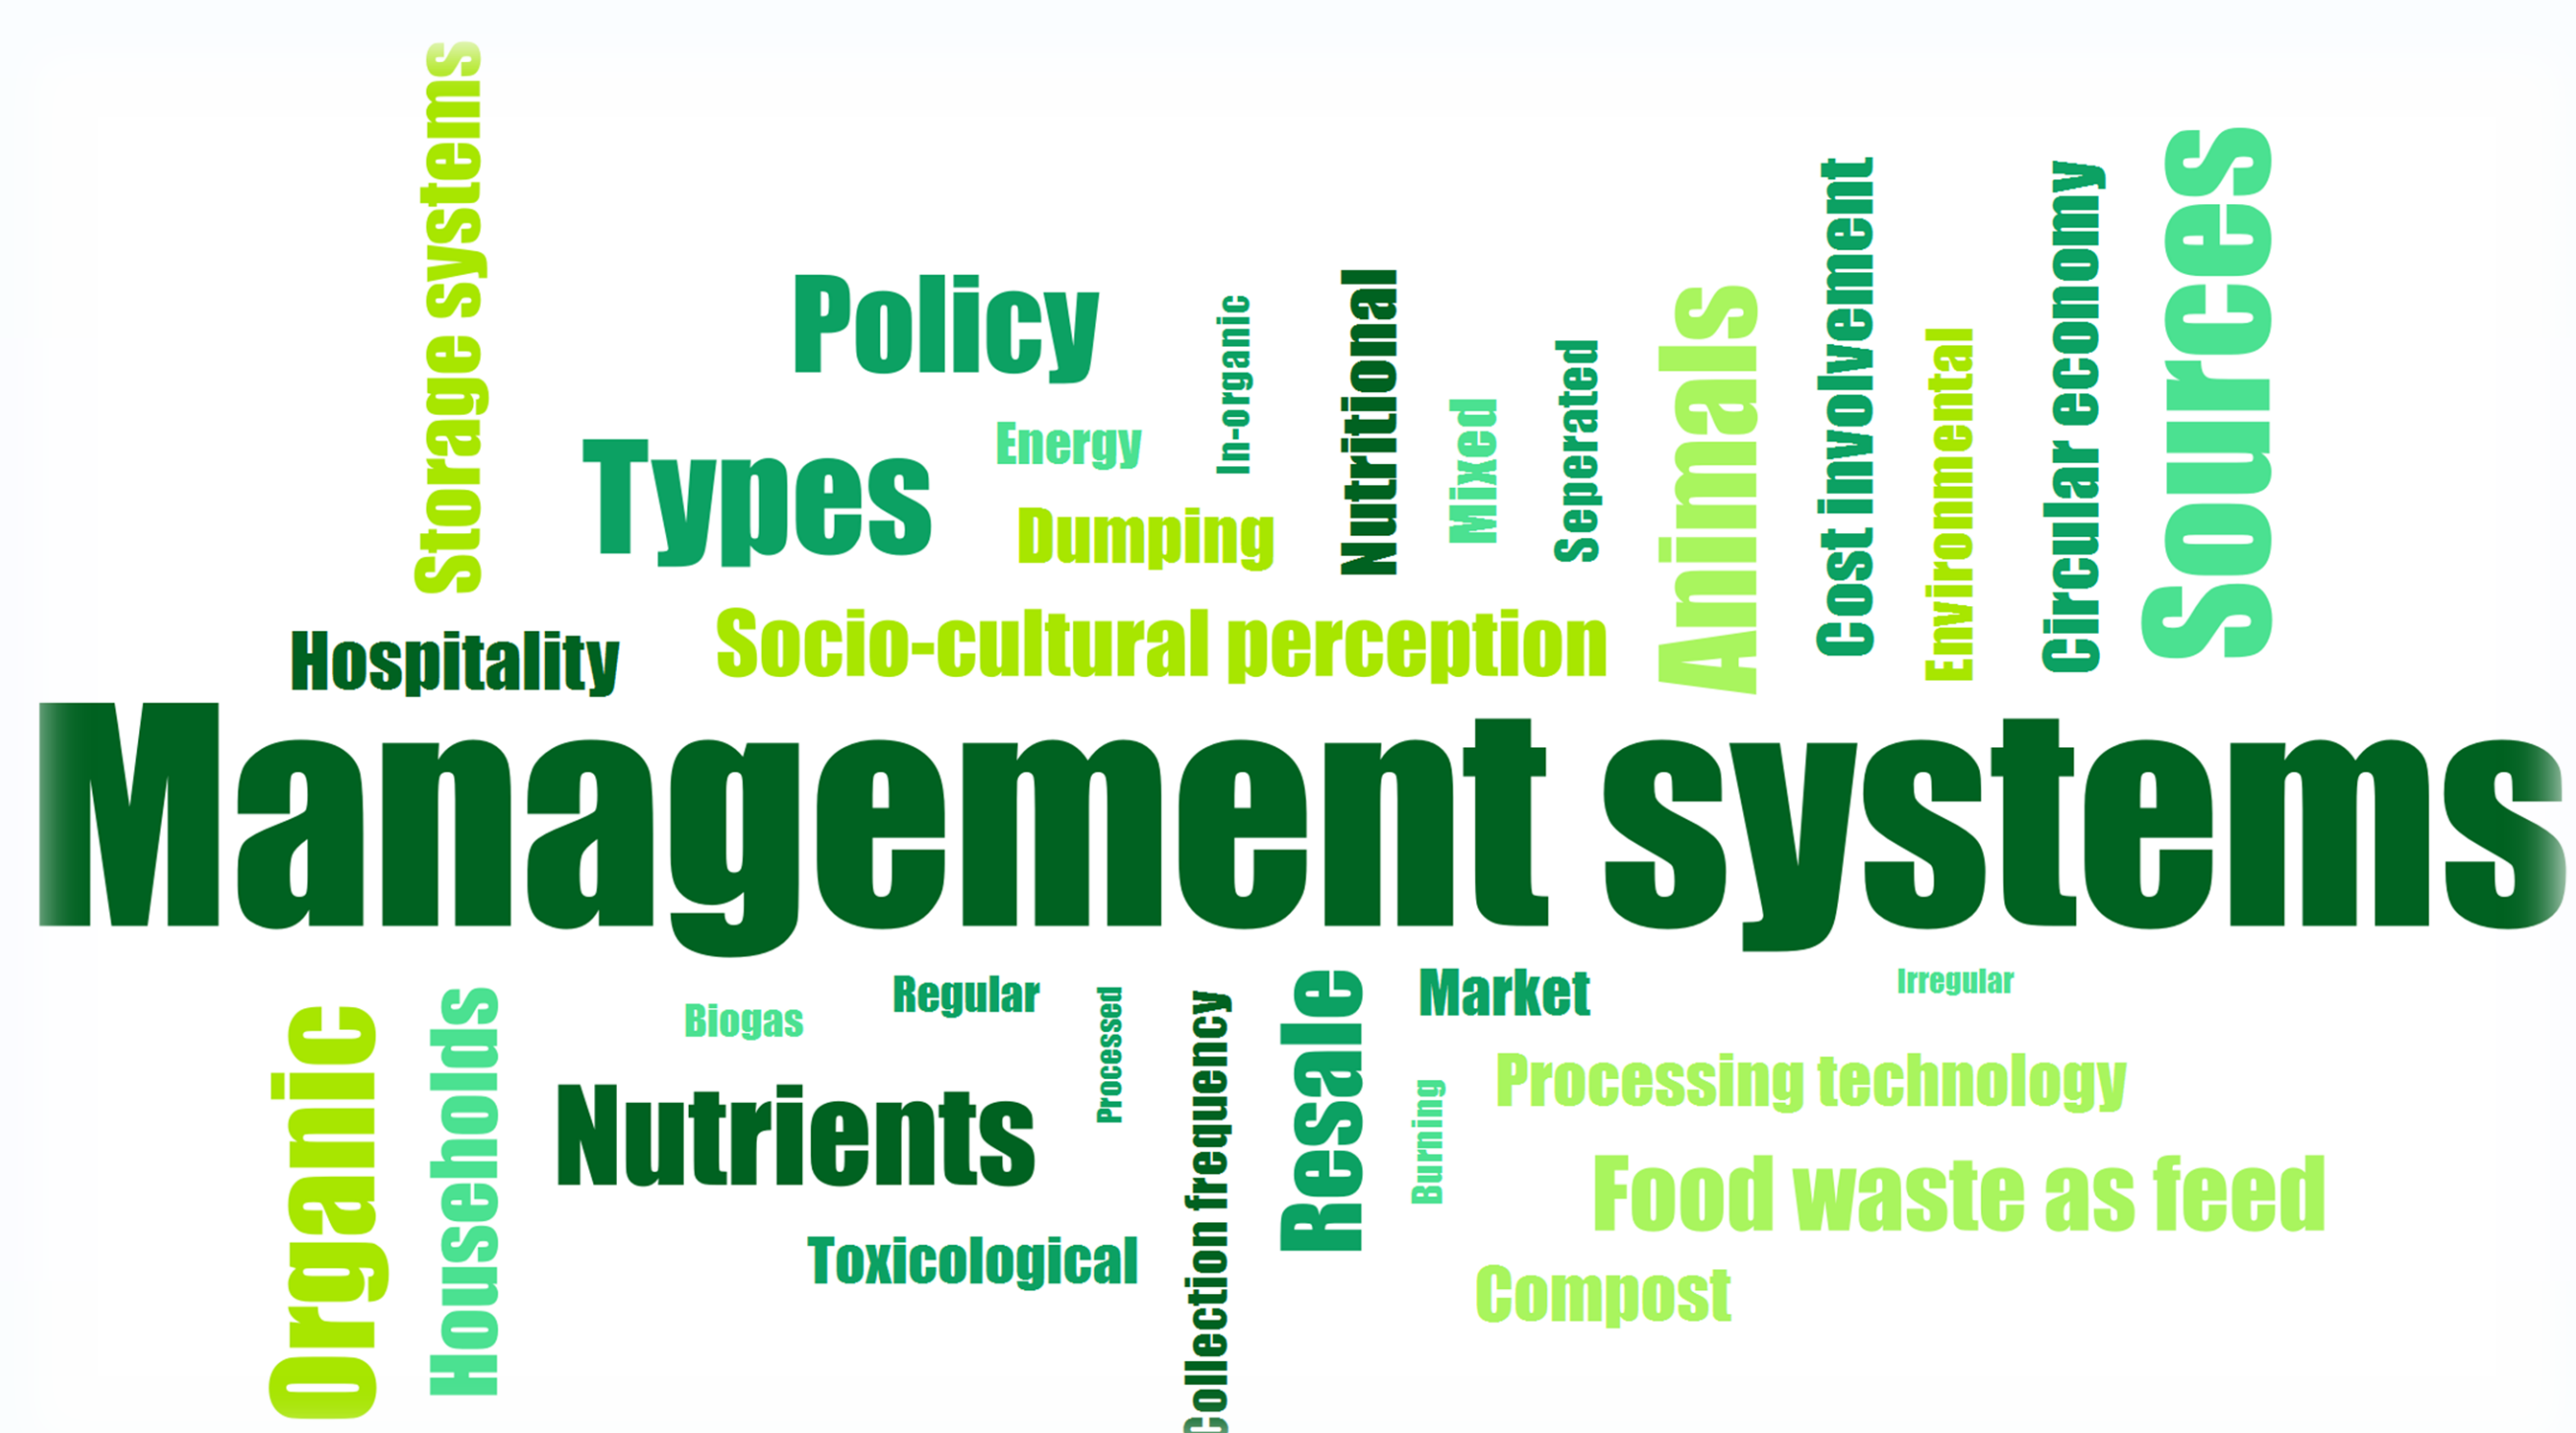 Storage systems
Policy
Types
Energy
In-organic
Dumping
Nutritional
Mixed
Seperated
Animals
Cost involvement
Environmental
Circular economy
Sources
Hospitality
Socio-cultural perception
Management systems
Organic
Households
Biogas
Regular
Processed
Nutrients
Toxicological
Collection frequency
Resale
Market
Burning
Irregular
Processing technology
Food waste as feed
Compost